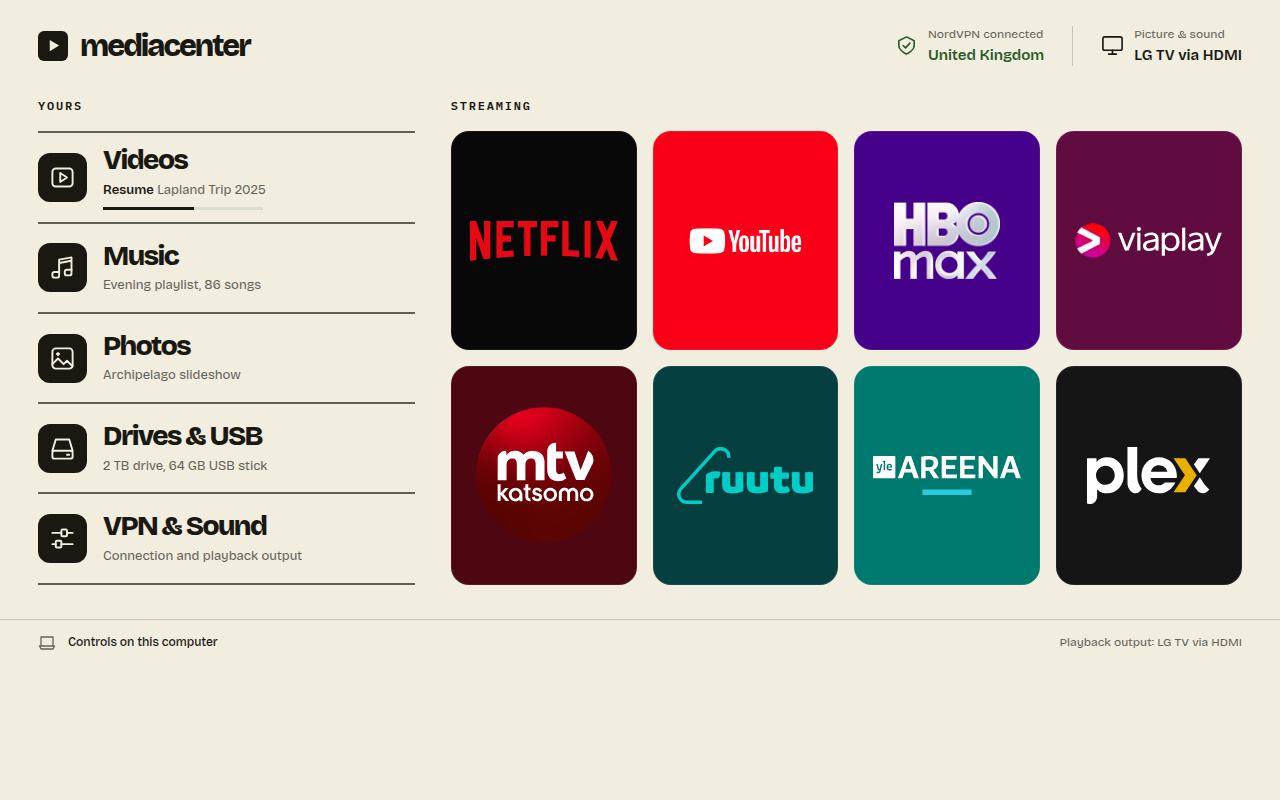 mediacenter
NordVPN connected
United Kingdom
Picture & sound
LG TV via HDMI
YOURS
Videos
Resume Lapland Trip 2025
Music
Evening playlist, 86 songs
Photos
Archipelago slideshow
Drives & USB
2 TB drive, 64 GB USB stick
VPN & Sound
Connection and playback output
STREAMING
NETFLIX
YouTube
HBO
max
viaplay
mtv
katsomo
ruutu
yle AREENA
plex
Controls on this computer
Playback output: LG TV via HDMI